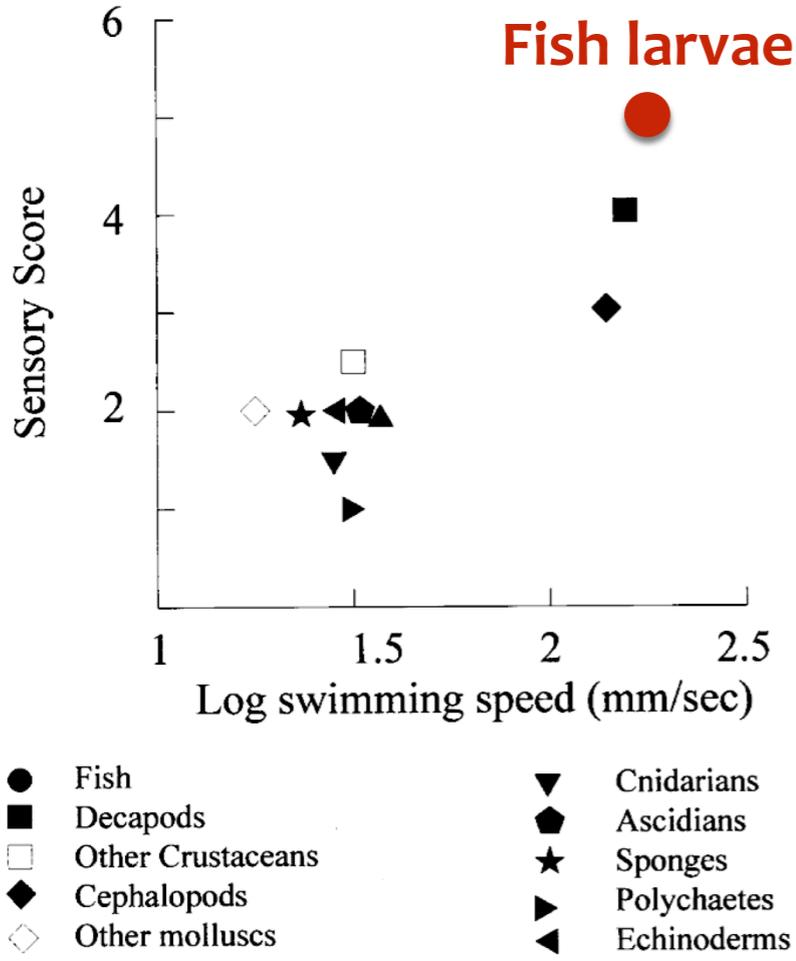 Fish larvae
6
4
2
Sensory Score
1 1.5 2 2.5
Log swimming speed (mm/sec)
Fish
Decapods
Other Crustaceans
Cephalopods
Other molluscs
Cnidarians
Ascidians
Sponges
Polychaetes
Echinoderms